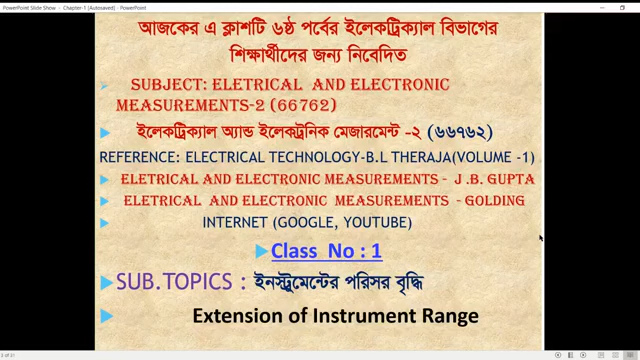 PowerPoint Slide Show - Chapter-1 [Autosaved] - PowerPoint
আজকের এ ক্লাশটি ৬ষ্ঠ পর্বের ইলেকট্রিক্যাল বিভাগের
শিক্ষার্থীদের জন্য নিবেদিত
SUBJECT: ELETRICAL AND ELECTRONIC
MEASUREMENTS-2 (66762)
ইলেকট্রিক্যাল অ্যান্ড ইলেকট্রনিক মেজারমেন্ট -২ (৬৬৭৬২)
REFERENCE: ELECTRICAL TECHNOLOGY-B.L THERAJA(VOLUME -1)
ELETRICAL AND ELECTRONIC MEASUREMENTS - J .B. GUPTA
ELETRICAL AND ELECTRONIC MEASUREMENTS - GOLDING
INTERNET (GOOGLE, YOUTUBE)
Class No : 1
SUB.TOPICS : ইনস্ট্রুমেন্টের পরিসর বৃদ্ধি
Extension of Instrument Range